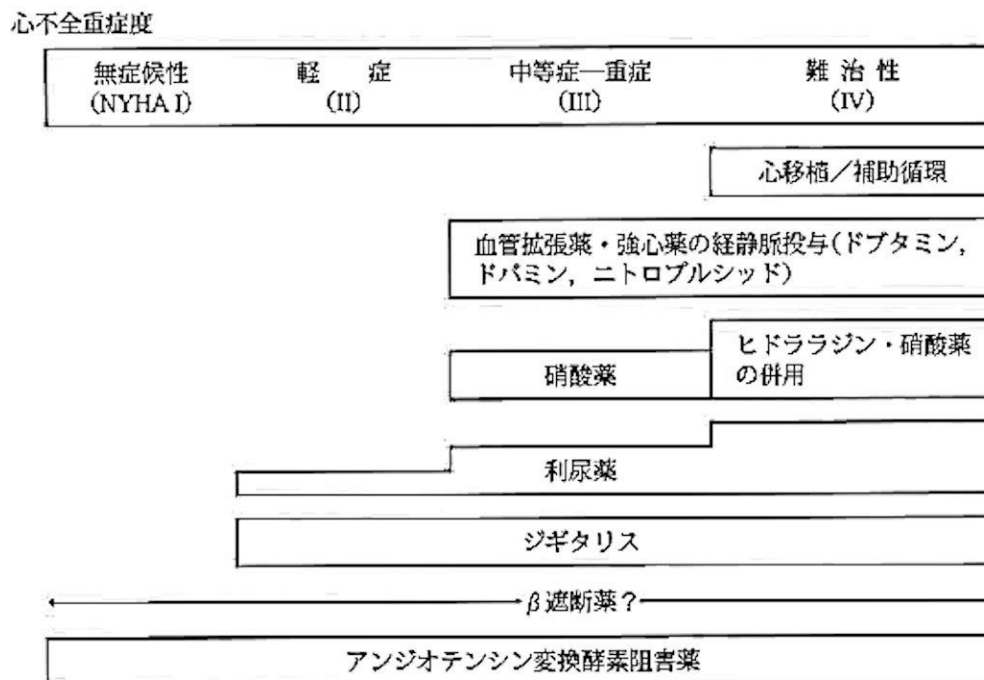 心不全重症度
無症候性 軽 症 中等症—重症 難 治 性
(NYHA I) (II) (III) (IV)
心移植／補助循環
血管拡張薬・強心薬の経静脈投与(ドブタミン,
ドパミン, ニトロプルシッド)
ヒドララジン・硝酸薬
の併用
硝酸薬
利尿薬
ジギタリス
β遮断薬？
アンジオテンシン変換酵素阻害薬